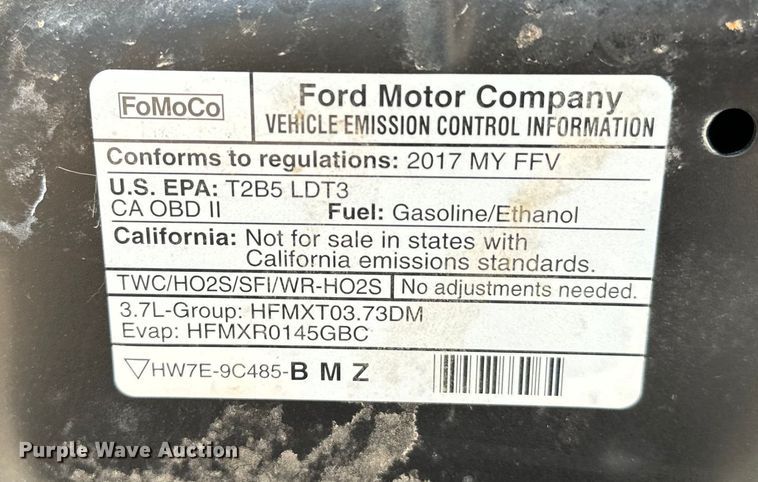 FoMoCo
Ford Motor Company
VEHICLE EMISSION CONTROL INFORMATION
Conforms to regulations: 2017 MY FFV
U.S. EPA: T2B5 LDT3
CA OBD II Fuel: Gasoline/Ethanol
California: Not for sale in states with
California emissions standards.
TWC/HO2S/SFI/WR-HO2S No adjustments needed.
3.7L-Group: HFMXT03.73DM
Evap: HFMXR0145GBC
HW7E-9C485-B M Z
Purple Wave Auction